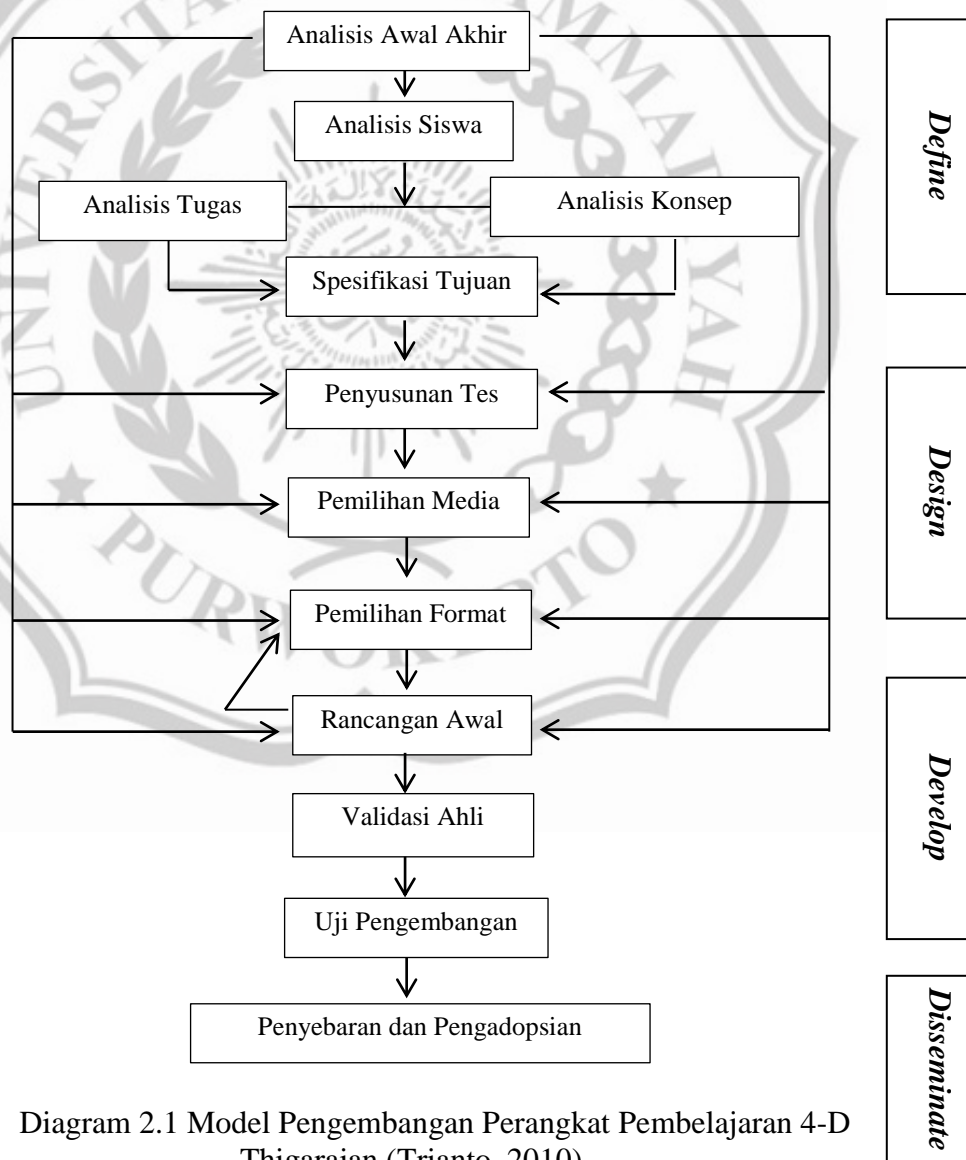 Analisis Awal Akhir
Analisis Siswa
Analisis Tugas
Analisis Konsep
Spesifikasi Tujuan
Penyusunan Tes
Pemilihan Media
Pemilihan Format
Rancangan Awal
Validasi Ahli
Uji Pengembangan
Penyebaran dan Pengadopsian
Define
Design
Develop
Disseminate
Diagram 2.1 Model Pengembangan Perangkat Pembelajaran 4-D
Thigarajan (Trianto, 2010)
PURWOKERTO